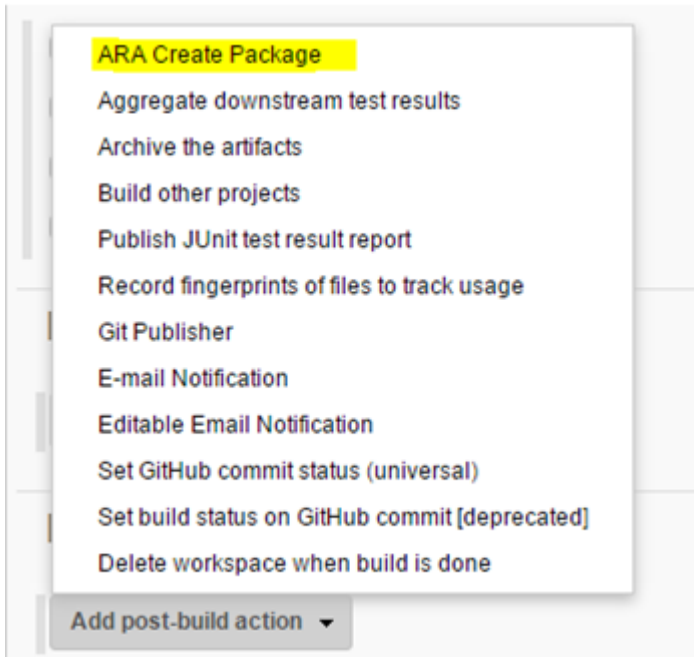 ARA Create Package
Aggregate downstream test results
Archive the artifacts
Build other projects
Publish JUnit test result report
Record fingerprints of files to track usage
Git Publisher
E-mail Notification
Editable Email Notification
Set GitHub commit status (universal)
Set build status on GitHub commit [deprecated]
Delete workspace when build is done
Add post-build action